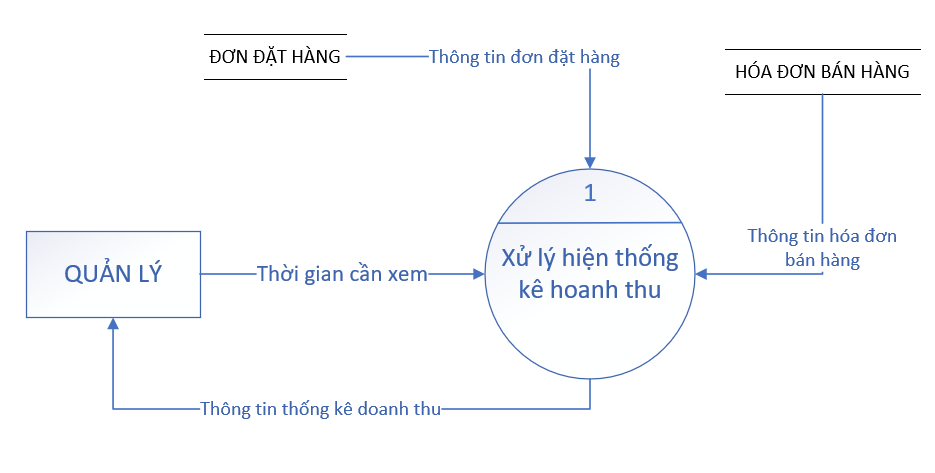 ĐƠN ĐẶT HÀNG
Thông tin đơn đặt hàng
HÓA ĐƠN BÁN HÀNG
1
Xử lý hiện thống
kê hoanh thu
Thông tin hóa đơn
bán hàng
QUẢN LÝ
Thời gian cần xem
Thông tin thống kê doanh thu